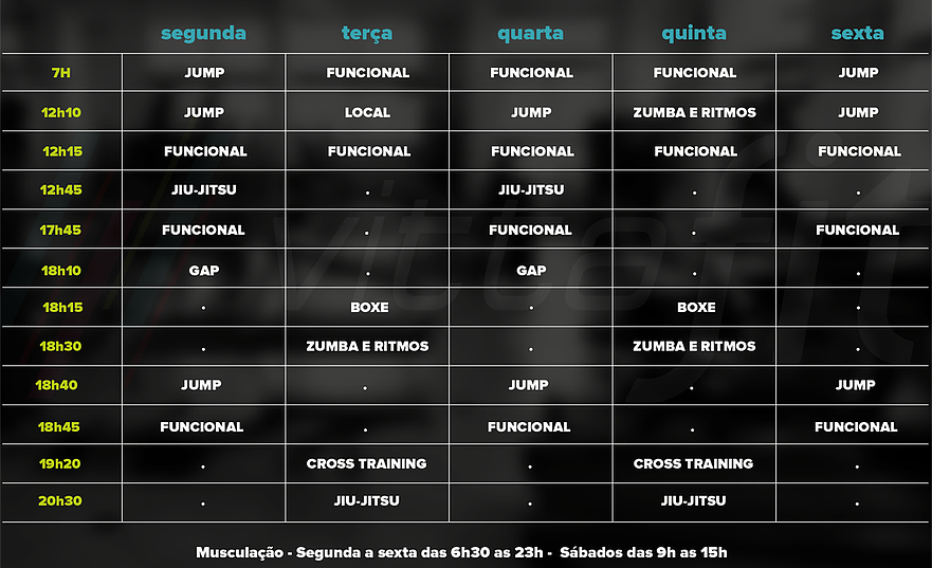 segunda terça quarta quinta sexta
7H JUMP FUNCIONAL FUNCIONAL FUNCIONAL JUMP
12h10 JUMP LOCAL JUMP ZUMBA E RITMOS JUMP
12h15 FUNCIONAL FUNCIONAL FUNCIONAL FUNCIONAL FUNCIONAL
12h45 JIU-JITSU . JIU-JITSU . .
17h45 FUNCIONAL . FUNCIONAL . FUNCIONAL
18h10 GAP . GAP . .
18h15 . BOXE . BOXE .
18h30 . ZUMBA E RITMOS . ZUMBA E RITMOS .
18h40 JUMP . JUMP . JUMP
18h45 FUNCIONAL . FUNCIONAL . FUNCIONAL
19h20 . CROSS TRAINING . CROSS TRAINING .
20h30 . JIU-JITSU . JIU-JITSU .
Musculação - Segunda a sexta das 6h30 as 23h - Sábados das 9h as 15h